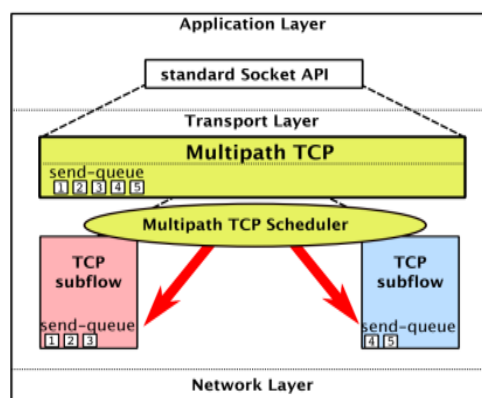 Application Layer
standard Socket API
Transport Layer
Multipath TCP
send-queue
1 2 3 4 5
Multipath TCP Scheduler
TCP
subflow
send-queue
1 2 3
TCP
subflow
send-queue
4 5
Network Layer